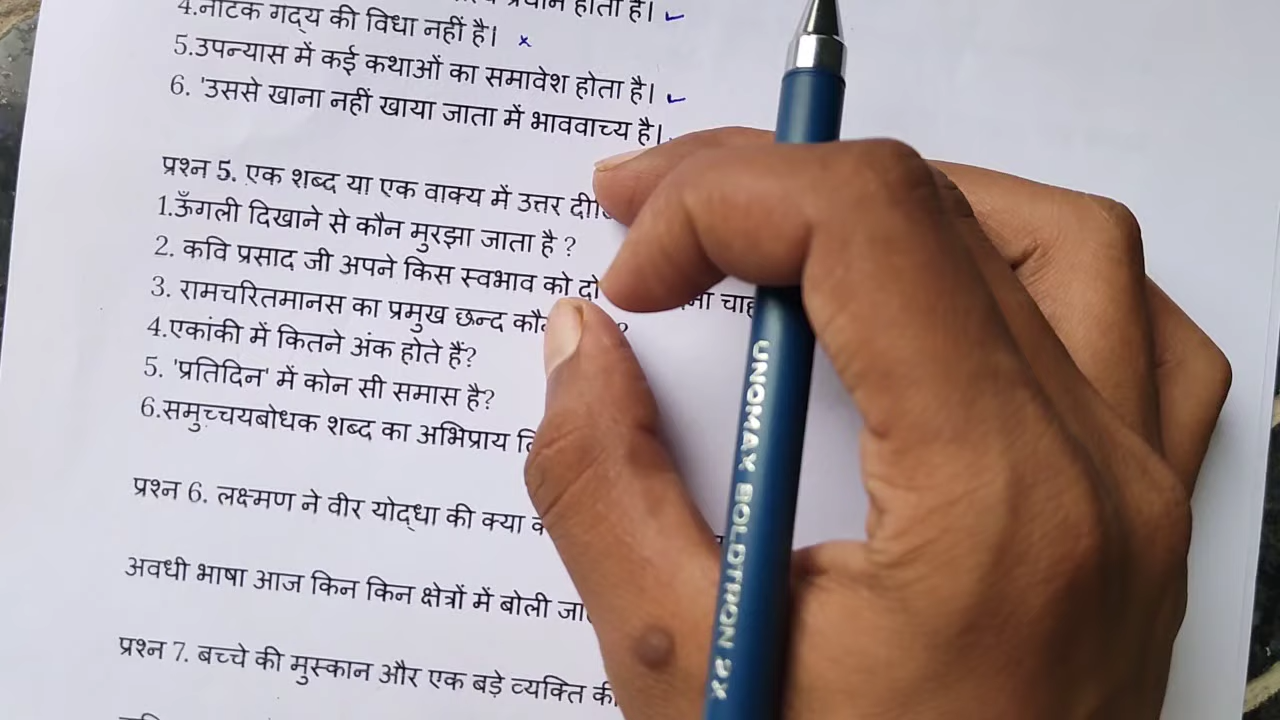 प्रधान होता है।
4.नाटक गद्य की विधा नहीं है। ×
5.उपन्यास में कई कथाओं का समावेश होता है।
6. 'उससे खाना नहीं खाया जाता में भाववाच्य है।
प्रश्न 5. एक शब्द या एक वाक्य में उत्तर
1.ऊँगली दिखाने से कौन मुरझा जाता है ?
2. कवि प्रसाद जी अपने किस स्वभाव को
3. रामचरितमानस का प्रमुख छन्द ?
4.एकांकी में कितने अंक होते हैं?
5. 'प्रतिदिन' में कोन सी समास है?
6.समुच्चयबोधक शब्द का अभिप्राय
प्रश्न 6. लक्ष्मण ने वीर योद्धा की क्या
अवधी भाषा आज किन किन क्षेत्रों में बोली
प्रश्न 7. बच्चे की मुस्कान और एक बड़े व्यक्ति की
UNOMAX BOLDTRON 2X